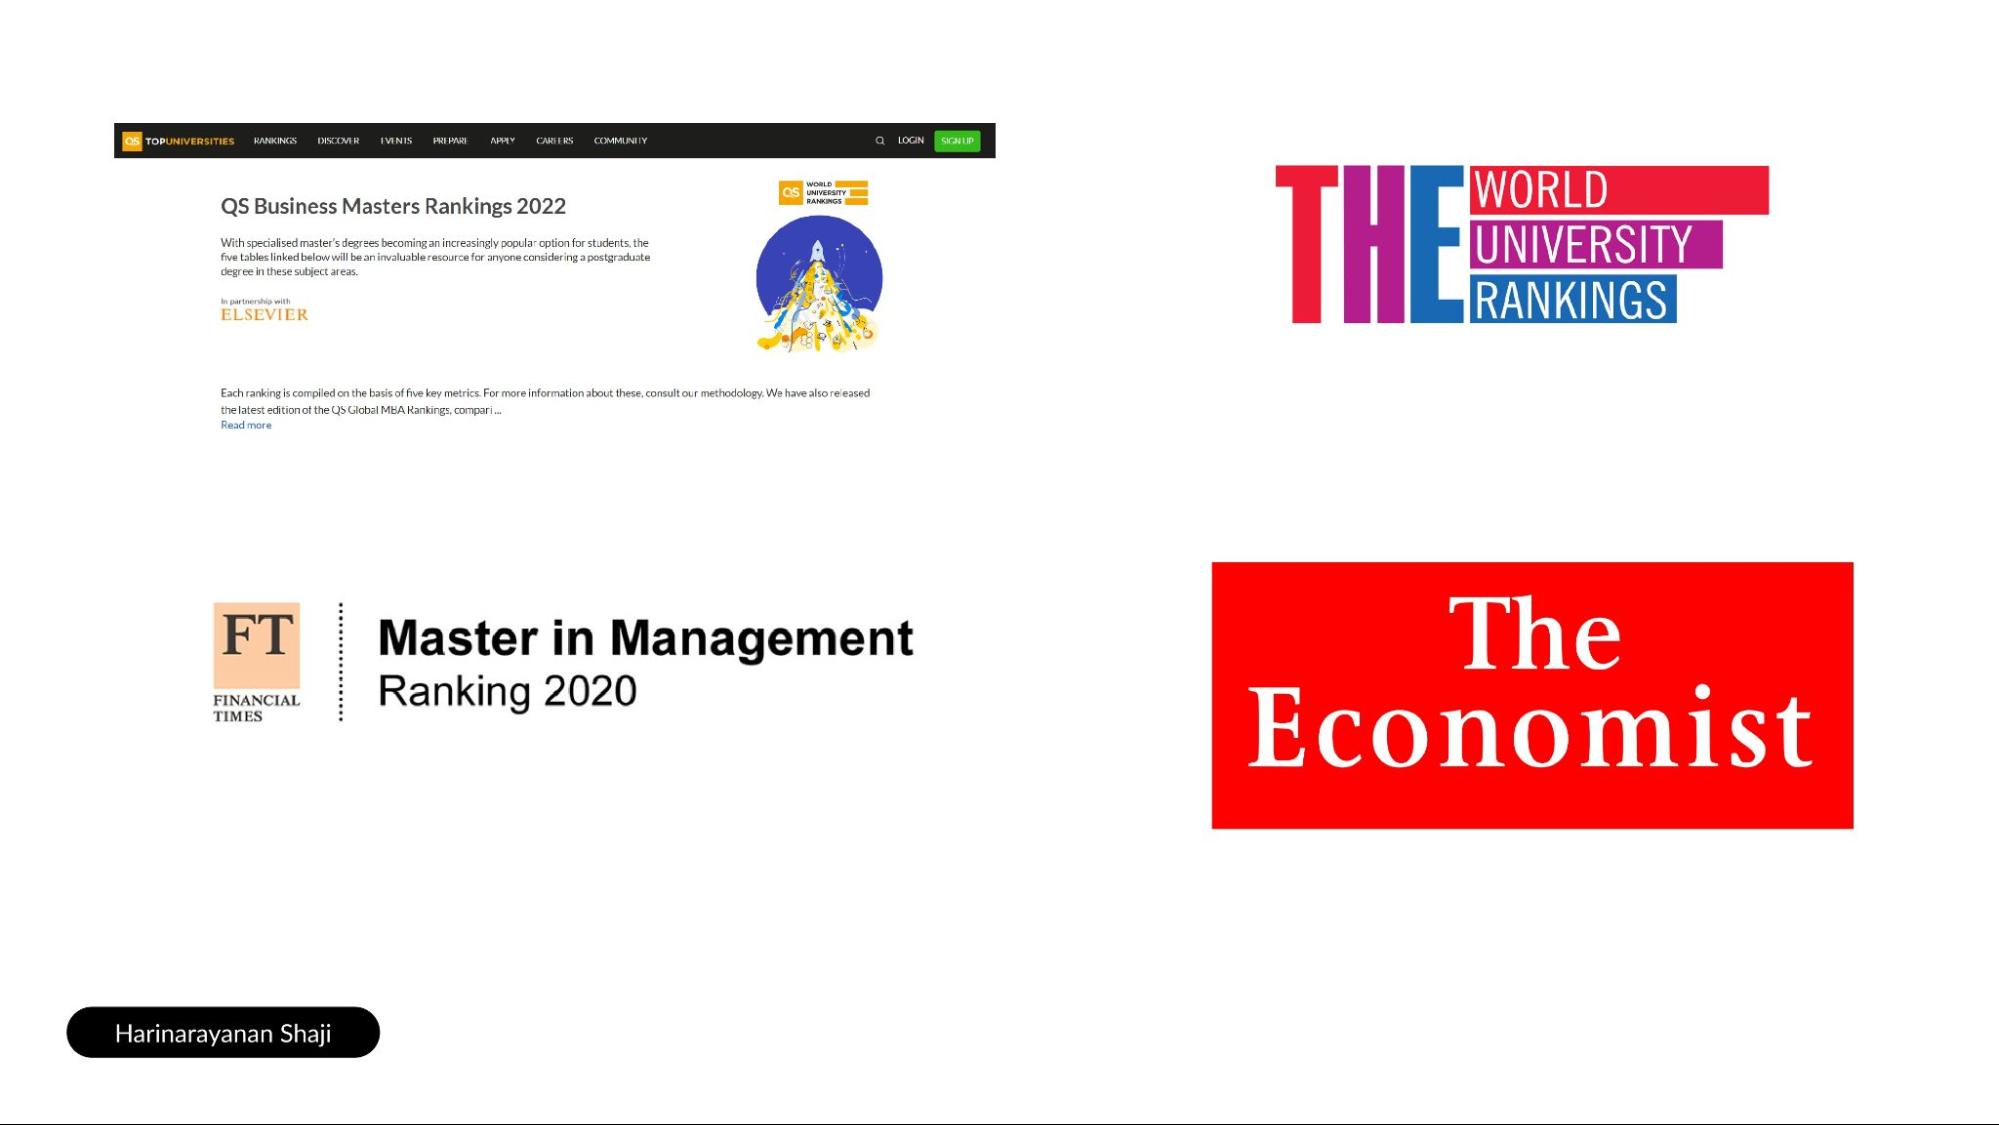 QS TOPUNIVERSITIES RANKINGS DISCOVER EVENTS PREPARE APPLY CAREERS COMMUNITY LOGIN SIGN UP
QS Business Masters Rankings 2022
With specialised master's degrees becoming an increasingly popular option for students, the
five tables linked below will be an invaluable resource for anyone considering a postgraduate
degree in these subject areas.
In partnership with
ELSEVIER
QS WORLD
UNIVERSITY
RANKINGS
Each ranking is compiled on the basis of five key metrics. For more information about these, consult our methodology. We have also released
the latest edition of the QS Global MBA Rankings, compari ...
Read more
THE WORLD
UNIVERSITY
RANKINGS
FT
FINANCIAL
TIMES
Master in Management
Ranking 2020
The
Economist
Harinarayanan Shaji